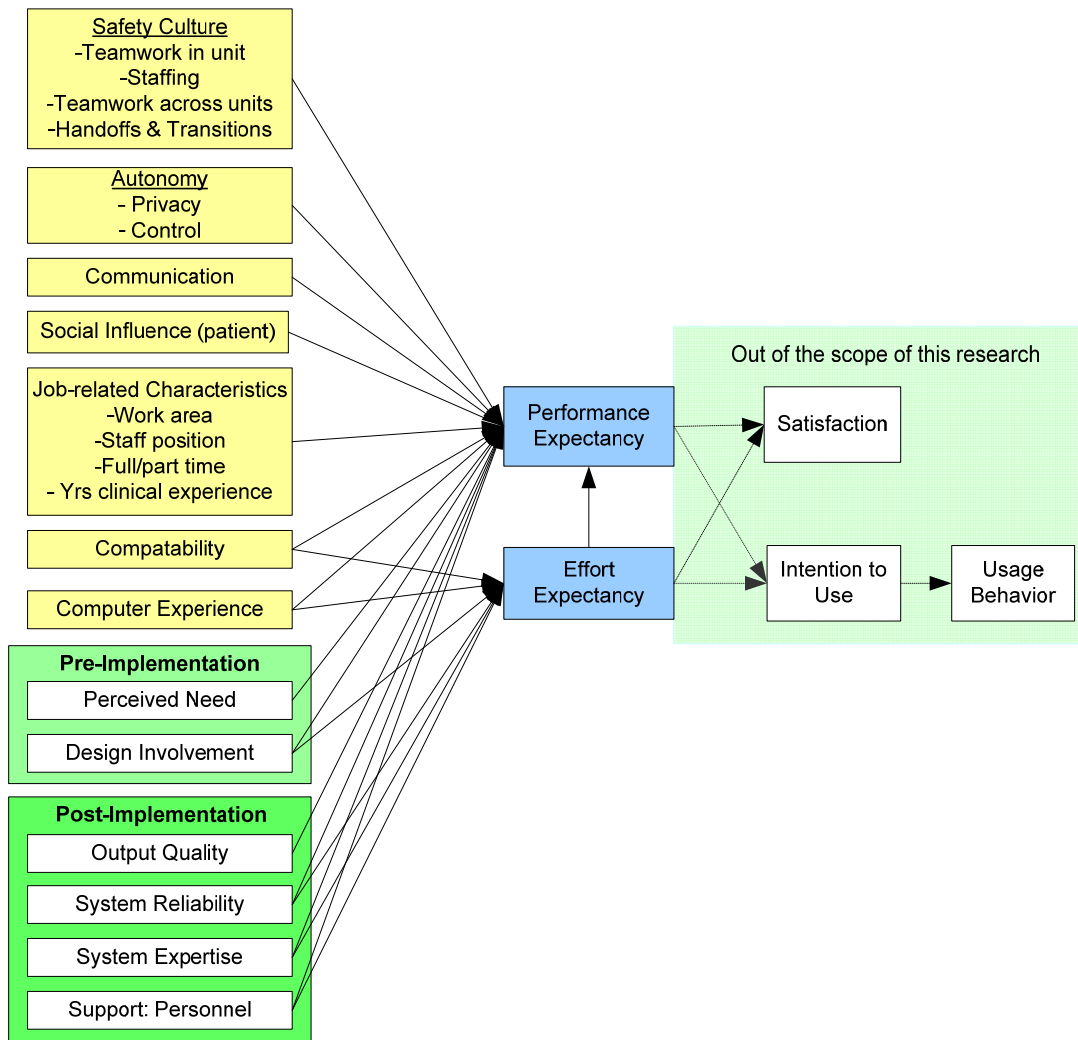 Safety Culture
-Teamwork in unit
-Staffing
-Teamwork across units
-Handoffs & Transitions
Autonomy
- Privacy
- Control
Communication
Social Influence (patient)
Job-related Characteristics
-Work area
-Staff position
-Full/part time
- Yrs clinical experience
Compatability
Computer Experience
Pre-Implementation
Perceived Need
Design Involvement
Post-Implementation
Output Quality
System Reliability
System Expertise
Support: Personnel
Performance
Expectancy
Effort
Expectancy
Out of the scope of this research
Satisfaction
Intention to
Use
Usage
Behavior